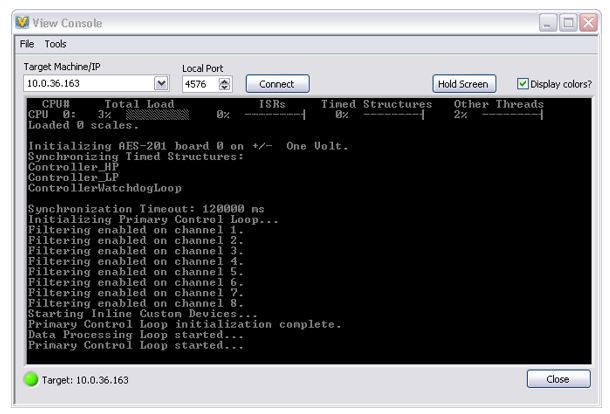 View Console
File Tools
Target Machine/IP Local Port
10.0.36.163 4576 Connect Hold Screen Display colors?
CPU# Total Load ISRs Timed Structures Other Threads
CPU 0: 3% 0% 0% 2%
Loaded 0 scales.
Initializing AES-201 board 0 on +/- One Volt.
Synchronizing Timed Structures:
Controller_HP
Controller_LP
ControllerWatchdogLoop
Synchronization Timeout: 120000 ms
Initializing Primary Control Loop...
Filtering enabled on channel 1.
Filtering enabled on channel 2.
Filtering enabled on channel 3.
Filtering enabled on channel 4.
Filtering enabled on channel 5.
Filtering enabled on channel 6.
Filtering enabled on channel 7.
Filtering enabled on channel 8.
Starting Inline Custom Devices...
Primary Control Loop initialization complete.
Data Processing Loop started...
Primary Control Loop started...
Target: 10.0.36.163 Close